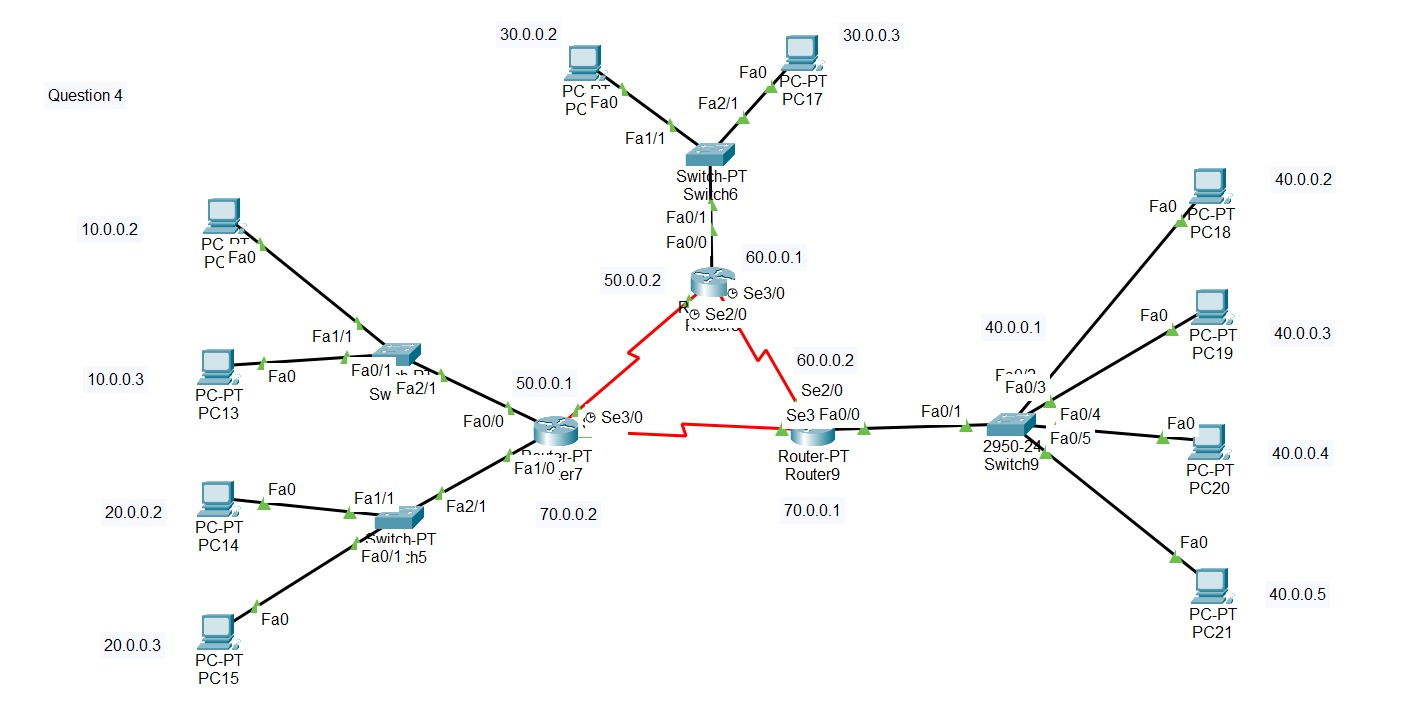 30.0.0.2
30.0.0.3
Question 4
Fa0
PC-PT
PC17
PC-PT
PC
Fa0
Fa2/1
Fa1/1
Switch-PT
Switch6
40.0.0.2
Fa0
PC-PT
PC18
Fa0/1
10.0.0.2
PC-PT
PC
Fa0
Fa0/0
60.0.0.1
50.0.0.2
Se3/0
Se2/0
Fa0
40.0.0.1
40.0.0.3
PC-PT
PC19
Fa1/1
Fa0/1
Fa0
10.0.0.3
PC-PT
PC13
Sw
Fa2/1
60.0.0.2
50.0.0.1
Se2/0
Fa0/3
Fa0/0
Se3/0
Se3
Fa0/0
Fa0/1
Fa0/4
Fa0/5
Fa0
2950-24
Switch9
40.0.0.4
PC-PT
PC20
Router-PT
er7
Fa1/0
Router-PT
Router9
Fa0
Fa1/1
Fa2/1
20.0.0.2
PC-PT
PC14
70.0.0.2
70.0.0.1
Switch-PT
ch5
Fa0/1
Fa0
40.0.0.5
PC-PT
PC21
Fa0
20.0.0.3
PC-PT
PC15